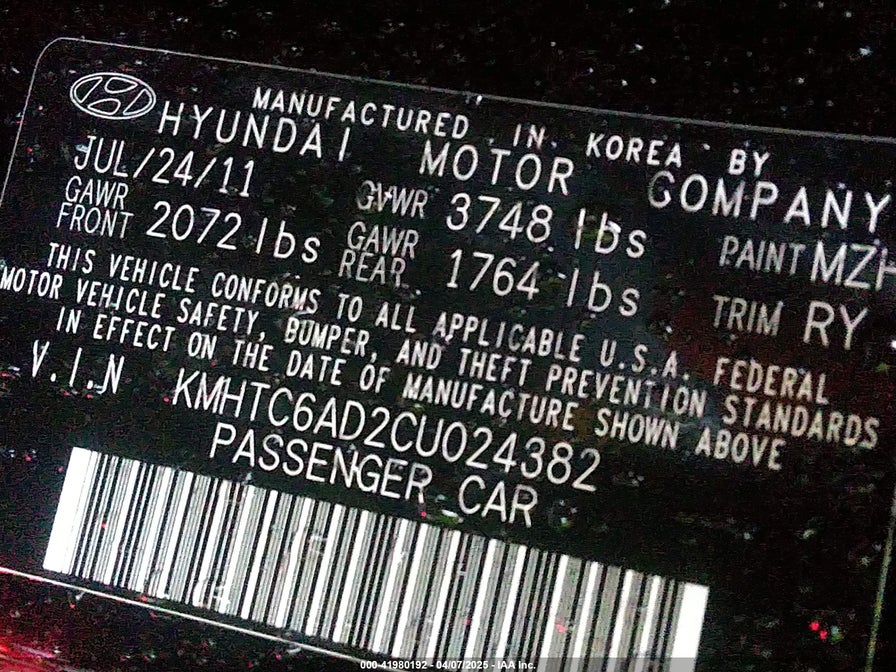 MANUFACTURED IN KOREA BY
HYUNDAI MOTOR COMPANY
JUL/24/11 GVWR 3748 lbs PAINT MZH
GAWR FRONT 2072 lbs GAWR REAR 1764 lbs TRIM RY
THIS VEHICLE CONFORMS TO ALL APPLICABLE U.S.A. FEDERAL
MOTOR VEHICLE SAFETY, BUMPER, AND THEFT PREVENTION STANDARDS
IN EFFECT ON THE DATE OF MANUFACTURE SHOWN ABOVE
V.I.N KMHTC6AD2CU024382
PASSENGER CAR
000-41980192 - 04/07/2025 - IAA Inc.